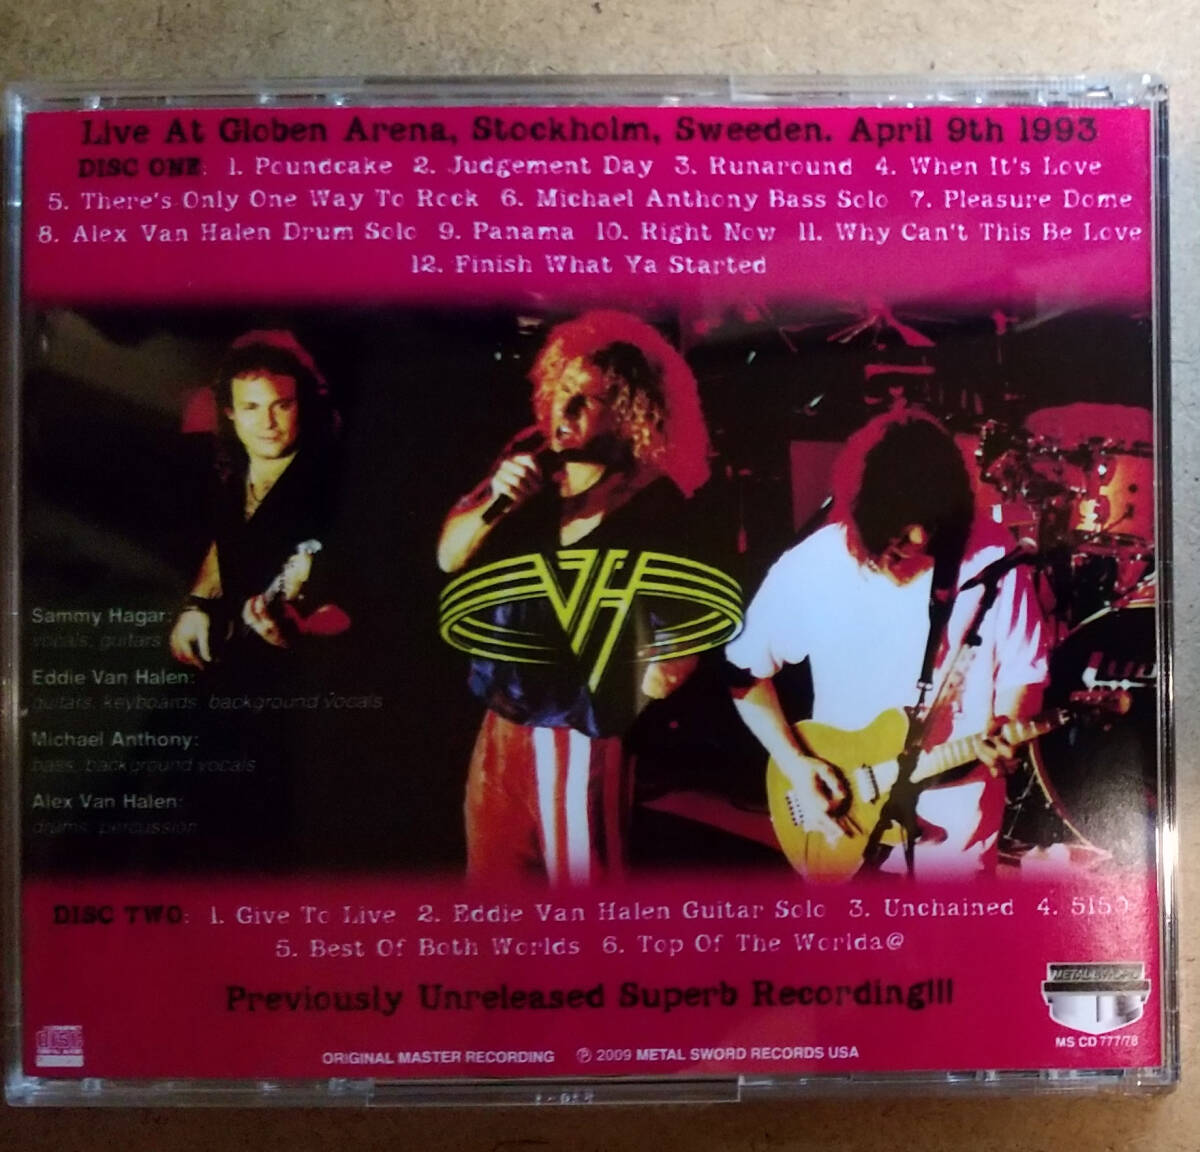 Live At Globen Arena, Stockholm, Sweeden. April 9th 1993
DISC ONE: 1. Poundcake 2. Judgement Day 3. Runaround 4. When It's Love
5. There's Only One Way To Rock 6. Michael Anthony Bass Solo 7. Pleasure Dome
8. Alex Van Halen Drum Solo 9. Panama 10. Right Now 11. Why Can't This Be Love
12. Finish What Ya Started
Sammy Hagar:
vocals, guitars
Eddie Van Halen:
guitars, keyboards, background vocals
Michael Anthony:
bass, background vocals
Alex Van Halen:
drums, percussion
VH
DISC TWO: 1. Give To Live 2. Eddie Van Halen Guitar Solo 3. Unchained 4. 5150
5. Best Of Both Worlds 6. Top Of The Worlda@
Previously Unreleased Superb Recording!!!
COMPACT
disc
DIGITAL AUDIO
MS CD 777/78
ORIGINAL MASTER RECORDING ℗ 2009 METAL SWORD RECORDS USA